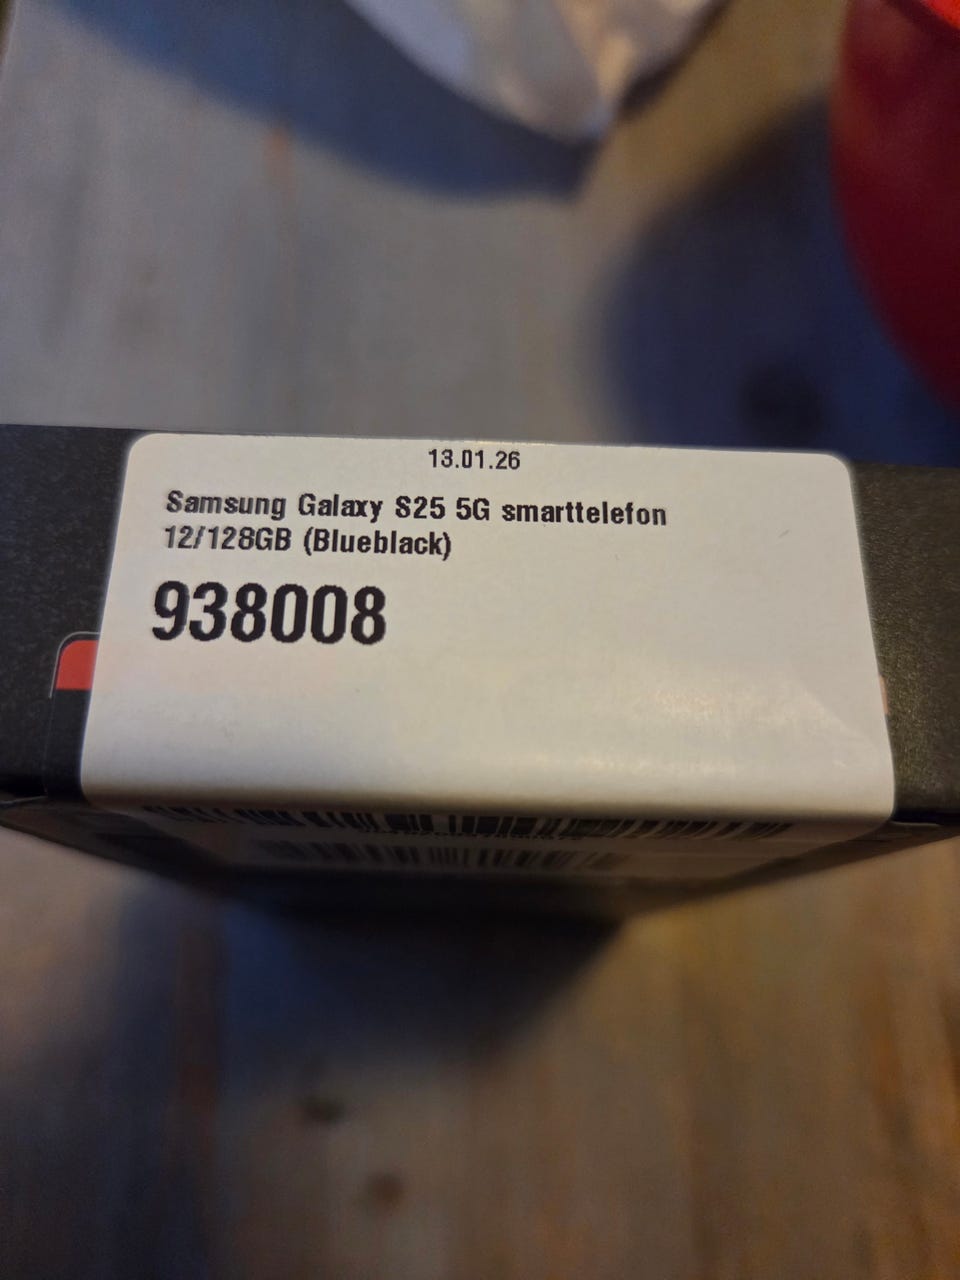 13.01.26
Samsung Galaxy S25 5G smarttelefon
12/128GB (Blueblack)
938008